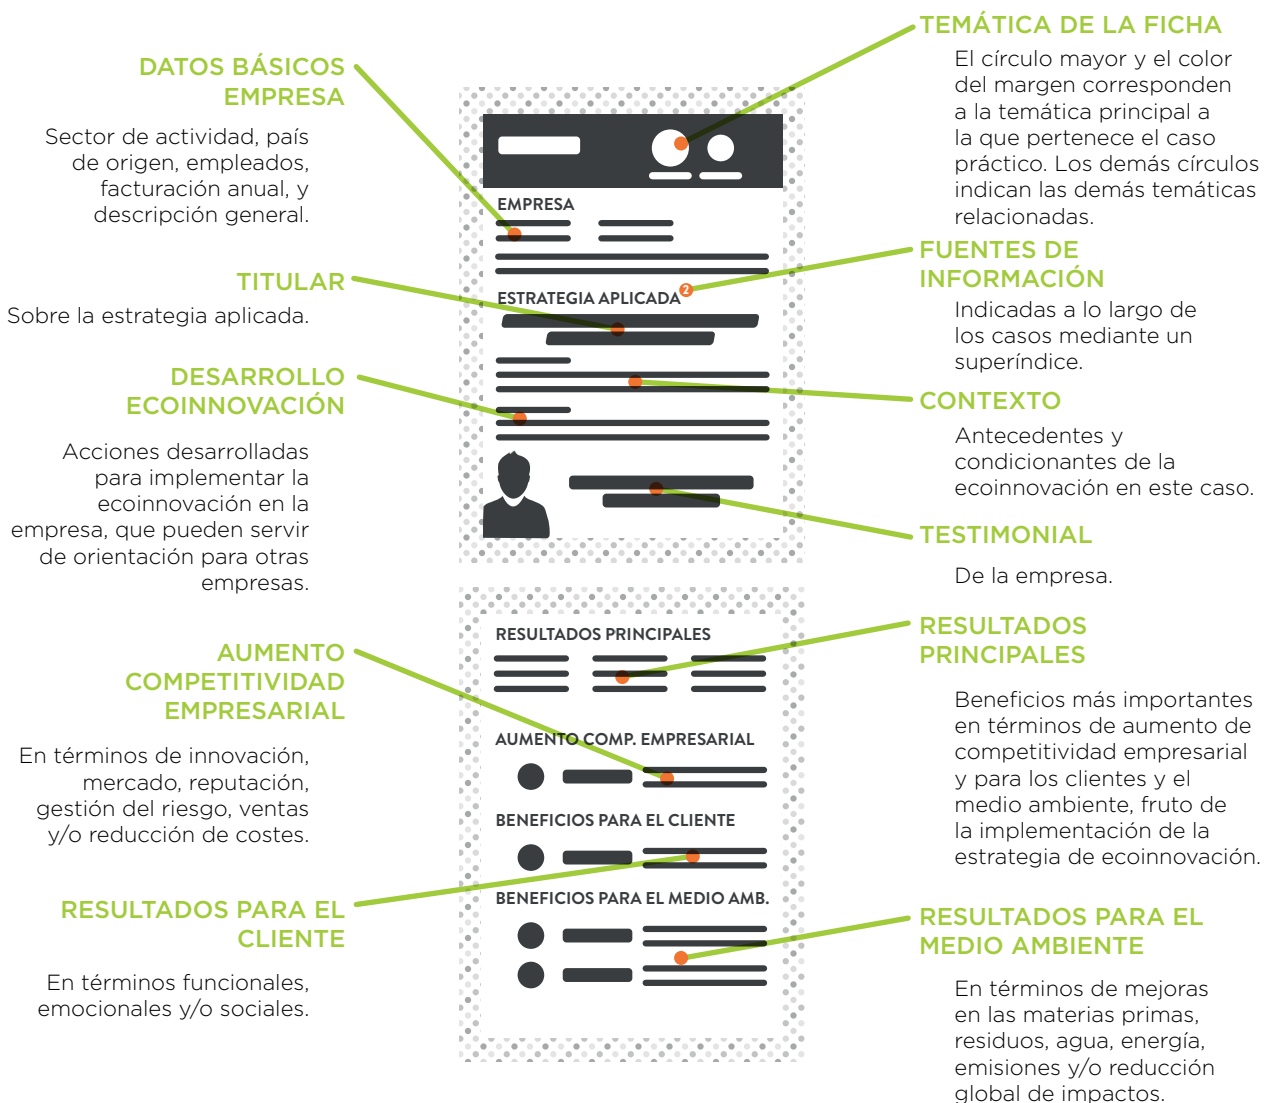 DATOS BÁSICOS
EMPRESA
Sector de actividad, país
de origen, empleados,
facturación anual, y
descripción general.
TITULAR
Sobre la estrategia aplicada.
DESARROLLO
ECOINNOVACIÓN
Acciones desarrolladas
para implementar la
ecoinnovación en la
empresa, que pueden servir
de orientación para otras
empresas.
AUMENTO
COMPETITIVIDAD
EMPRESARIAL
En términos de innovación,
mercado, reputación,
gestión del riesgo, ventas
y/o reducción de costes.
RESULTADOS PARA EL
CLIENTE
En términos funcionales,
emocionales y/o sociales.
EMPRESA
ESTRATEGIA APLICADA 2
RESULTADOS PRINCIPALES
AUMENTO COMP. EMPRESARIAL
BENEFICIOS PARA EL CLIENTE
BENEFICIOS PARA EL MEDIO AMB.
TEMÁTICA DE LA FICHA
El círculo mayor y el color
del margen corresponden
a la temática principal a
la que pertenece el caso
práctico. Los demás círculos
indican las demás temáticas
relacionadas.
FUENTES DE
INFORMACIÓN
Indicadas a lo largo de
los casos mediante un
superíndice.
CONTEXTO
Antecedentes y
condicionantes de la
ecoinnovación en este caso.
TESTIMONIAL
De la empresa.
RESULTADOS
PRINCIPALES
Beneficios más importantes
en términos de aumento de
competitividad empresarial
y para los clientes y el
medio ambiente, fruto de
la implementación de la
estrategia de ecoinnovación.
RESULTADOS PARA EL
MEDIO AMBIENTE
En términos de mejoras
en las materias primas,
residuos, agua, energía,
emisiones y/o reducción
global de impactos.